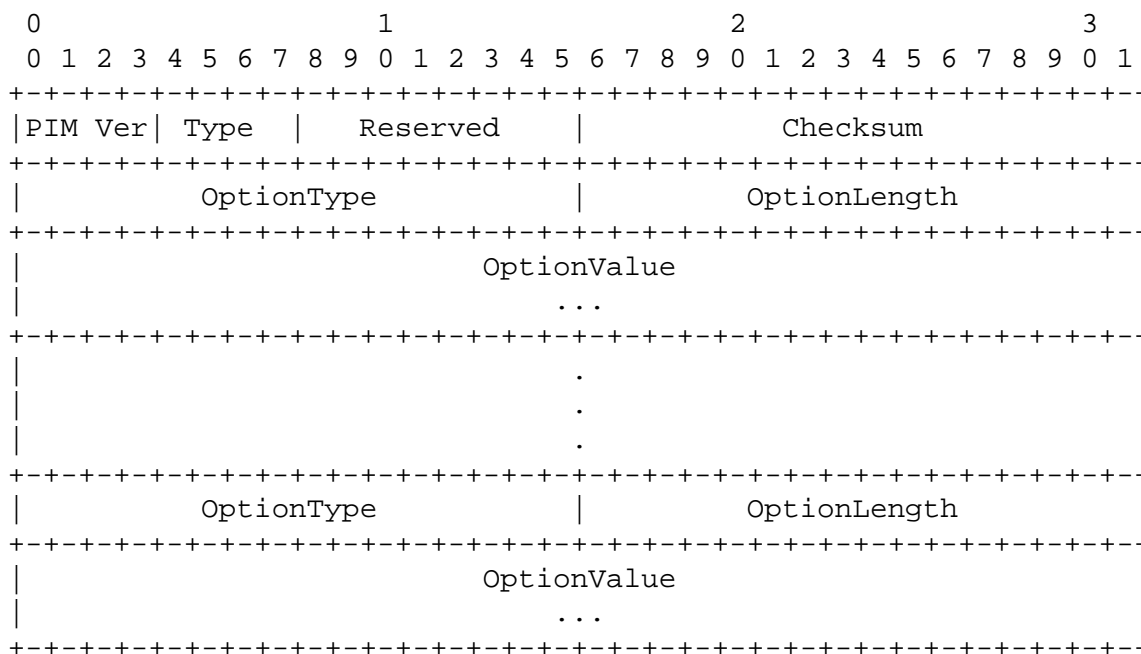 0                   1                   2                   3
 0 1 2 3 4 5 6 7 8 9 0 1 2 3 4 5 6 7 8 9 0 1 2 3 4 5 6 7 8 9 0 1
+-+-+-+-+-+-+-+-+-+-+-+-+-+-+-+-+-+-+-+-+-+-+-+-+-+-+-+-+-+-+-+--
|PIM Ver| Type  |   Reserved    |           Checksum
+-+-+-+-+-+-+-+-+-+-+-+-+-+-+-+-+-+-+-+-+-+-+-+-+-+-+-+-+-+-+-+--
|          OptionType           |         OptionLength
+-+-+-+-+-+-+-+-+-+-+-+-+-+-+-+-+-+-+-+-+-+-+-+-+-+-+-+-+-+-+-+--
|                          OptionValue
|                              ...
+-+-+-+-+-+-+-+-+-+-+-+-+-+-+-+-+-+-+-+-+-+-+-+-+-+-+-+-+-+-+-+--
|                               .
|                               .
|                               .
+-+-+-+-+-+-+-+-+-+-+-+-+-+-+-+-+-+-+-+-+-+-+-+-+-+-+-+-+-+-+-+--
|          OptionType           |         OptionLength
+-+-+-+-+-+-+-+-+-+-+-+-+-+-+-+-+-+-+-+-+-+-+-+-+-+-+-+-+-+-+-+--
|                          OptionValue
|                              ...
+-+-+-+-+-+-+-+-+-+-+-+-+-+-+-+-+-+-+-+-+-+-+-+-+-+-+-+-+-+-+-+--